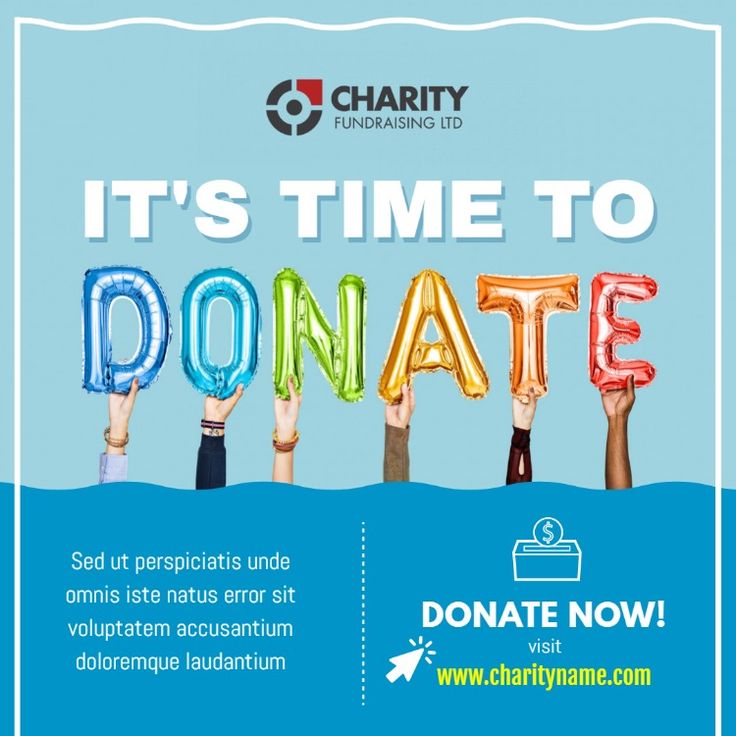 CHARITY
FUNDRAISING LTD
IT'S TIME TO
DONATE
Sed ut perspiciatis unde
omnis iste natus error sit
voluptatem accusantium
doloremque laudantium
$
DONATE NOW!
visit
www.charityname.com